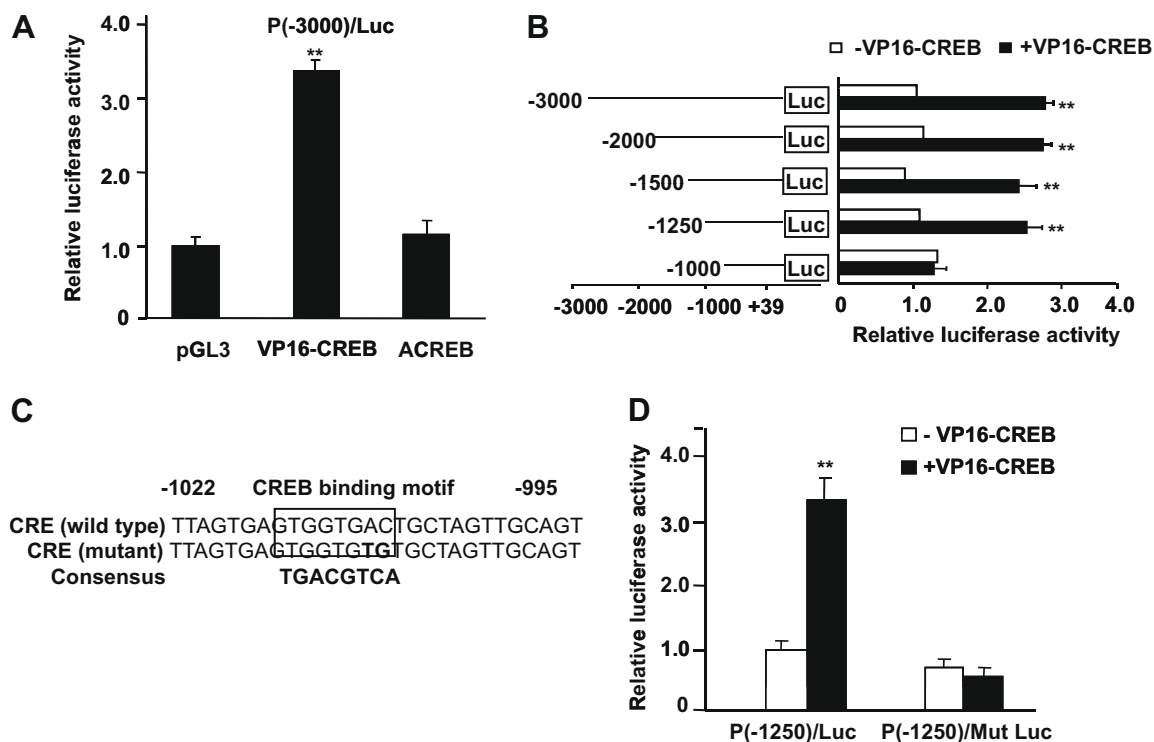 A
P(-3000)/Luc
**
Relative luciferase activity
4.0
3.0
2.0
1.0
0
pGL3 VP16-CREB ACREB
B
-VP16-CREB +VP16-CREB
-3000 Luc **
-2000 Luc **
-1500 Luc **
-1250 Luc **
-1000 Luc
-3000 -2000 -1000 +39
0 1.0 2.0 3.0 4.0
Relative luciferase activity
C
-1022 CREB binding motif -995
CRE (wild type) TTAGTGAGTGGTGACTGCTAGTTGCAGT
CRE (mutant) TTAGTGAGTGGTGTGTGCTAGTTGCAGT
Consensus TGACGTCA
D
- VP16-CREB
+VP16-CREB
**
Relative luciferase activity
4.0
3.0
2.0
1.0
0
P(-1250)/Luc P(-1250)/Mut Luc